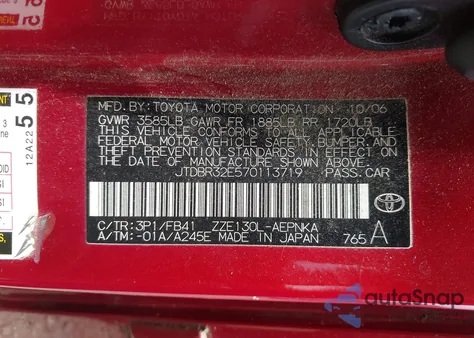 MFD. BY: TOYOTA MOTOR CORPORATION 10/06
GVWR 3585LB GAWR FR 1885LB RR 1720LB
THIS VEHICLE CONFORMS TO ALL APPLICABLE
FEDERAL MOTOR VEHICLE SAFETY, BUMPER, AND
THEFT PREVENTION STANDARDS IN EFFECT ON
THE DATE OF MANUFACTURE SHOWN ABOVE.
JTDBR32E570113719 PASS. CAR
C/TR: 3P1/FB41 ZZE130L-AEPNKA
A/TM: -01A/A245E MADE IN JAPAN 765 A
12A22
55
autoSnap